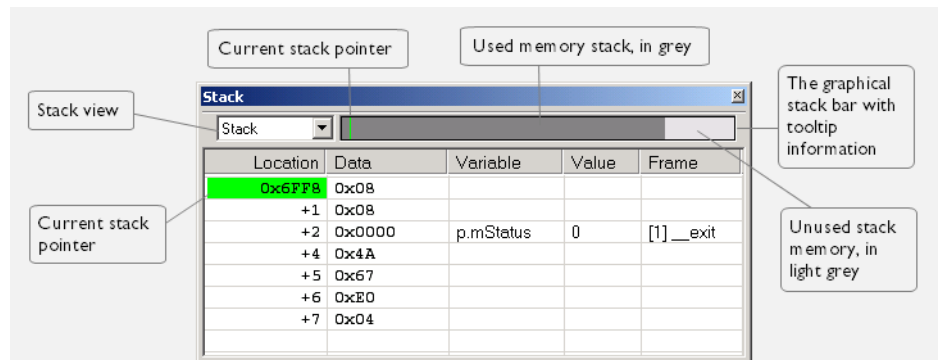 Current stack pointer
Used memory stack, in grey
The graphical
stack bar with
tooltip
information
Stack view
Stack
Stack
Location Data Variable Value Frame
0x6FF8 0x08
+1 0x08
+2 0x0000 p.mStatus 0 [1] __exit
+4 0x4A
+5 0x67
+6 0xE0
+7 0x04
Current stack
pointer
Unused stack
memory, in
light grey